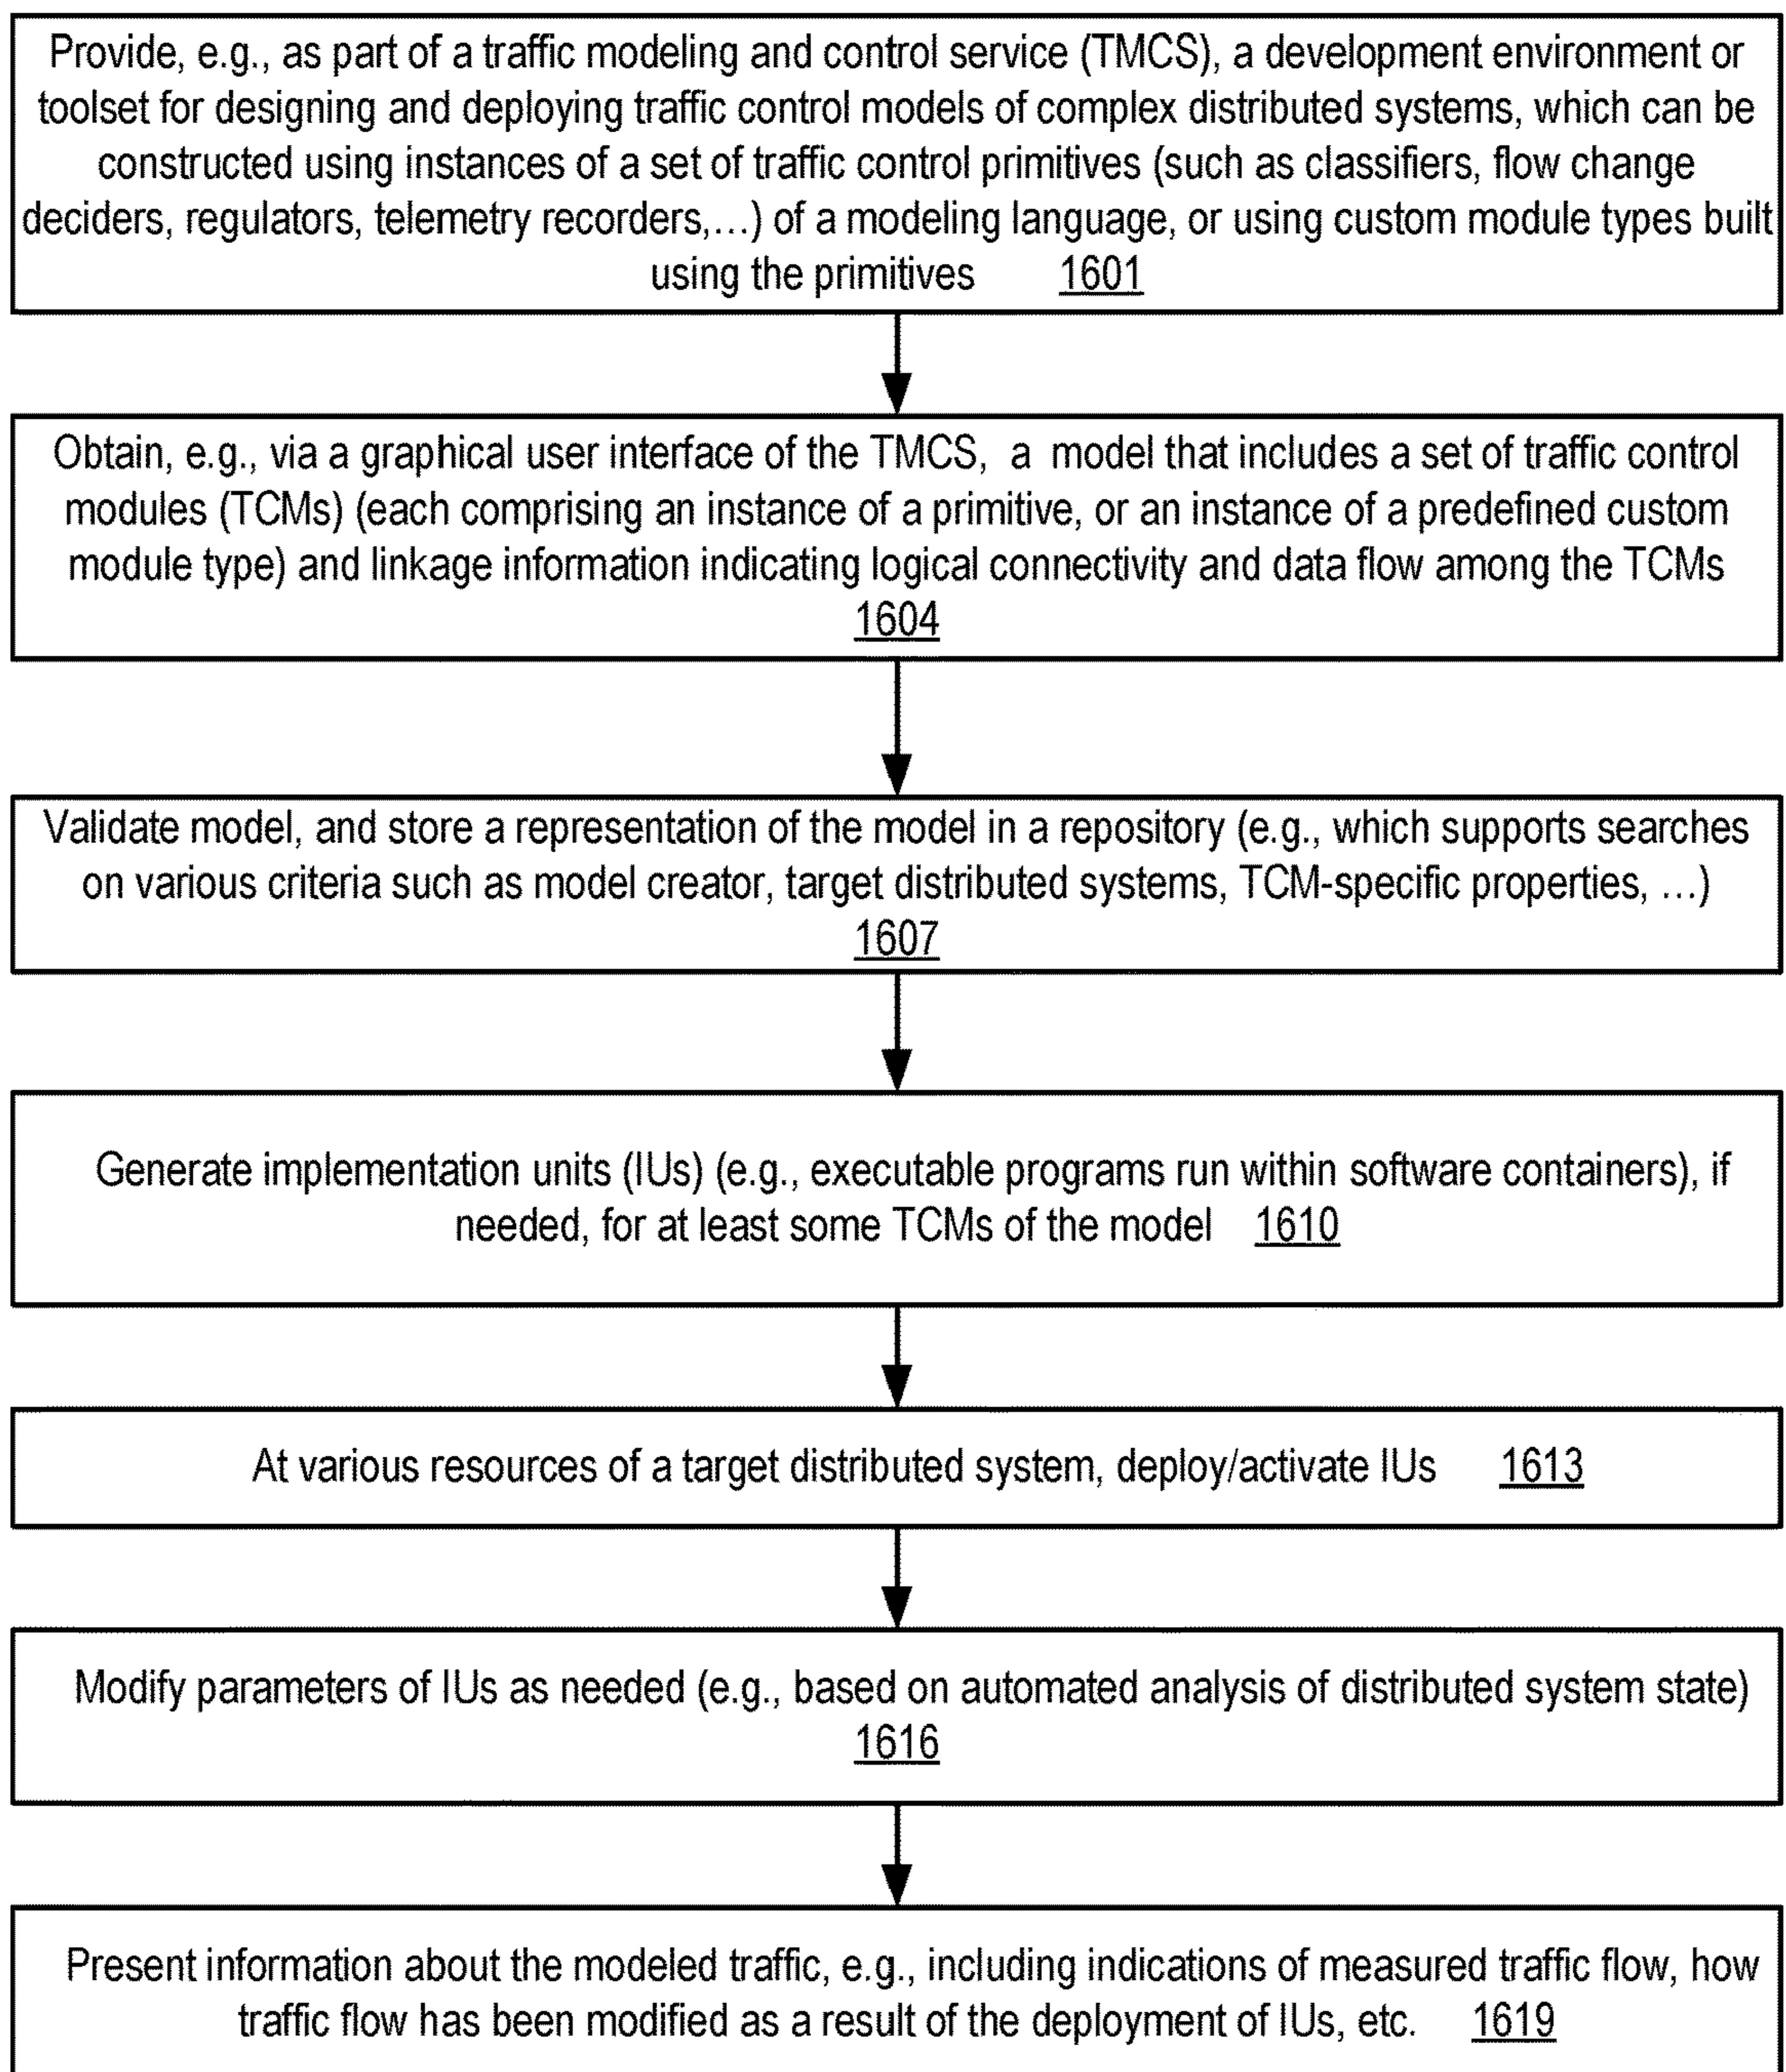 Provide, e.g., as part of a traffic modeling and control service (TMCS), a development environment or
toolset for designing and deploying traffic control models of complex distributed systems, which can be
constructed using instances of a set of traffic control primitives (such as classifiers, flow change
deciders, regulators, telemetry recorders,…) of a modeling language, or using custom module types built
using the primitives 1601
Obtain, e.g., via a graphical user interface of the TMCS, a model that includes a set of traffic control
modules (TCMs) (each comprising an instance of a primitive, or an instance of a predefined custom
module type) and linkage information indicating logical connectivity and data flow among the TCMs
1604
Validate model, and store a representation of the model in a repository (e.g., which supports searches
on various criteria such as model creator, target distributed systems, TCM-specific properties, …)
1607
Generate implementation units (IUs) (e.g., executable programs run within software containers), if
needed, for at least some TCMs of the model 1610
At various resources of a target distributed system, deploy/activate IUs 1613
Modify parameters of IUs as needed (e.g., based on automated analysis of distributed system state)
1616
Present information about the modeled traffic, e.g., including indications of measured traffic flow, how
traffic flow has been modified as a result of the deployment of IUs, etc. 1619